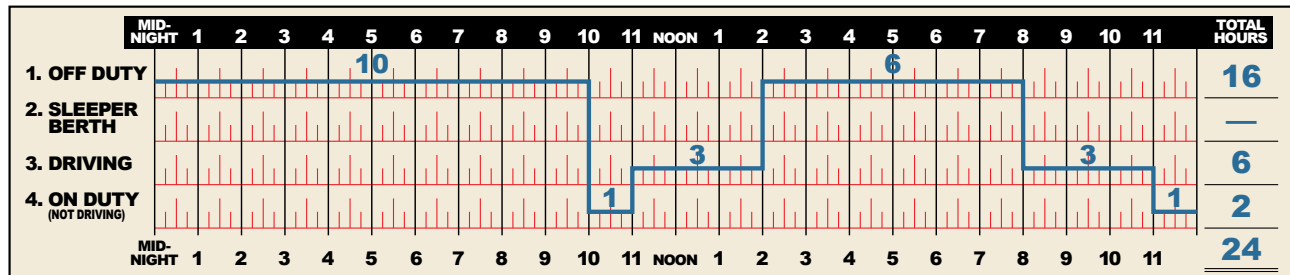 MID-
NIGHT 1 2 3 4 5 6 7 8 9 10 11 NOON 1 2 3 4 5 6 7 8 9 10 11
TOTAL
HOURS
1. OFF DUTY 10 6 16
2. SLEEPER
BERTH —
3. DRIVING 3 3 6
4. ON DUTY
(NOT DRIVING) 1 1 2
MID-
NIGHT 1 2 3 4 5 6 7 8 9 10 11 NOON 1 2 3 4 5 6 7 8 9 10 11 24